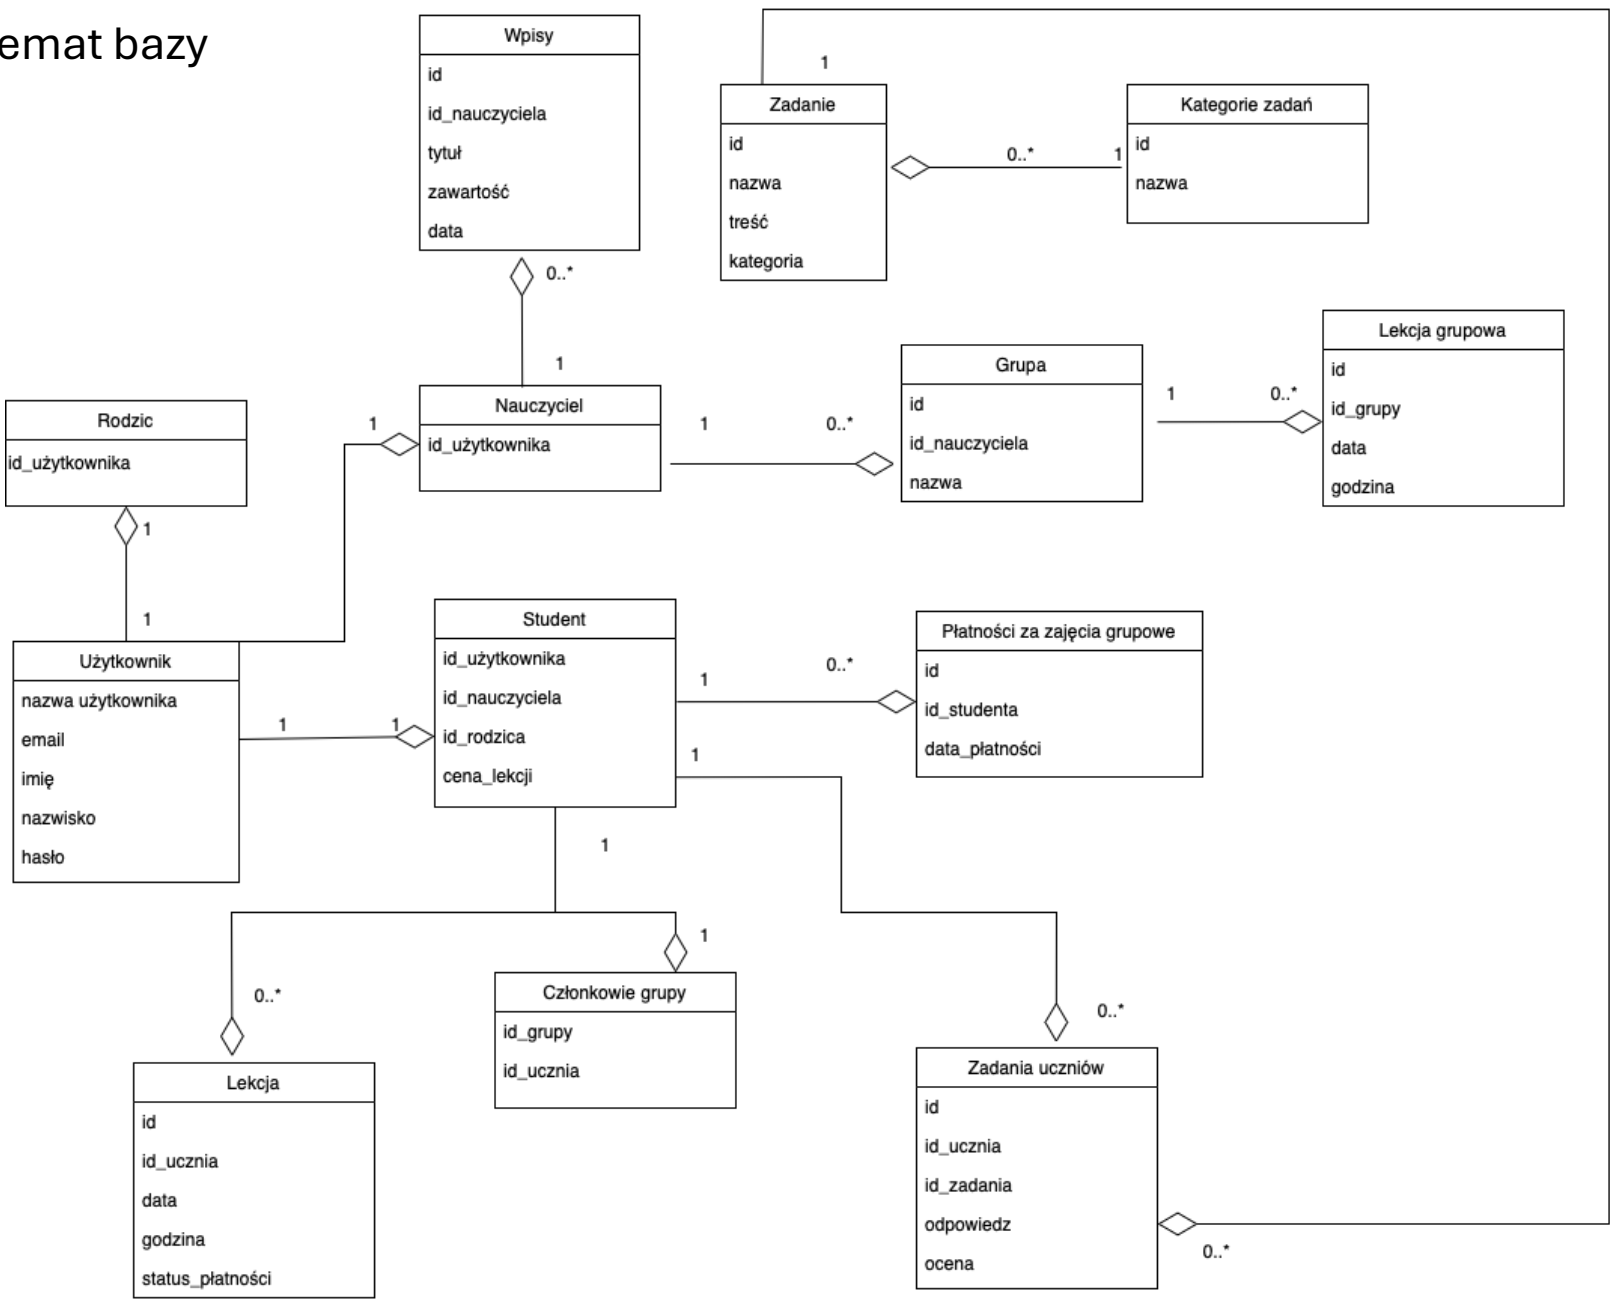 emat bazy
Wpisy
id
id_nauczyciela
tytuł
zawartość
data
0..*
1
1
Zadanie
id
nazwa
treść
kategoria
0..*
1
Kategorie zadań
id
nazwa
Rodzic
id_użytkownika
1
1
1
Nauczyciel
id_użytkownika
1
0..*
Grupa
id
id_nauczyciela
nazwa
1
0..*
Lekcja grupowa
id
id_grupy
data
godzina
Użytkownik
nazwa użytkownika
email
imię
nazwisko
hasło
1
1
Student
id_użytkownika
id_nauczyciela
id_rodzica
cena_lekcji
1
0..*
Płatności za zajęcia grupowe
id
id_studenta
data_płatności
1
1
0..*
1
0..*
Lekcja
id
id_ucznia
data
godzina
status_płatności
Członkowie grupy
id_grupy
id_ucznia
Zadania uczniów
id
id_ucznia
id_zadania
odpowiedz
ocena
0..*